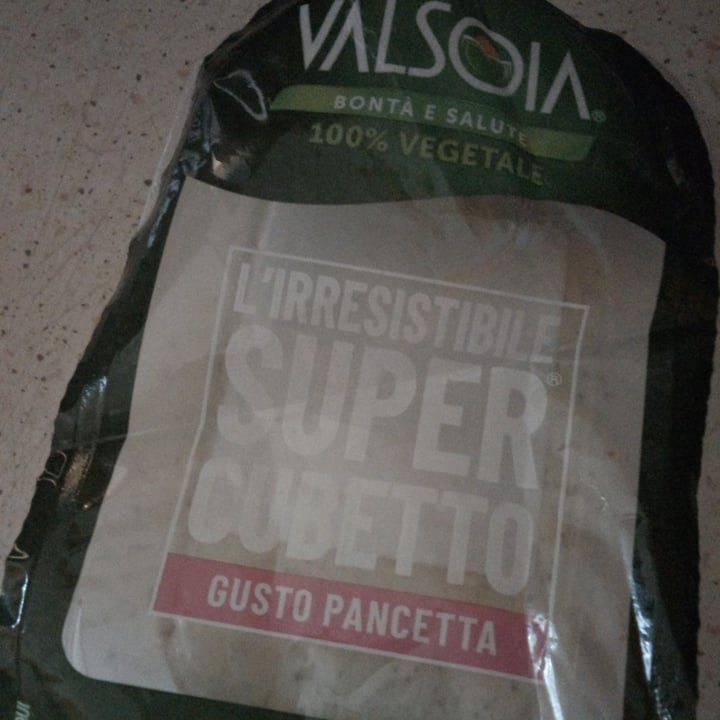 VALSOIA®
BONTÀ E SALUTE
100% VEGETALE
L'IRRESISTIBILE
SUPER®
CUBETTO
GUSTO PANCETTA